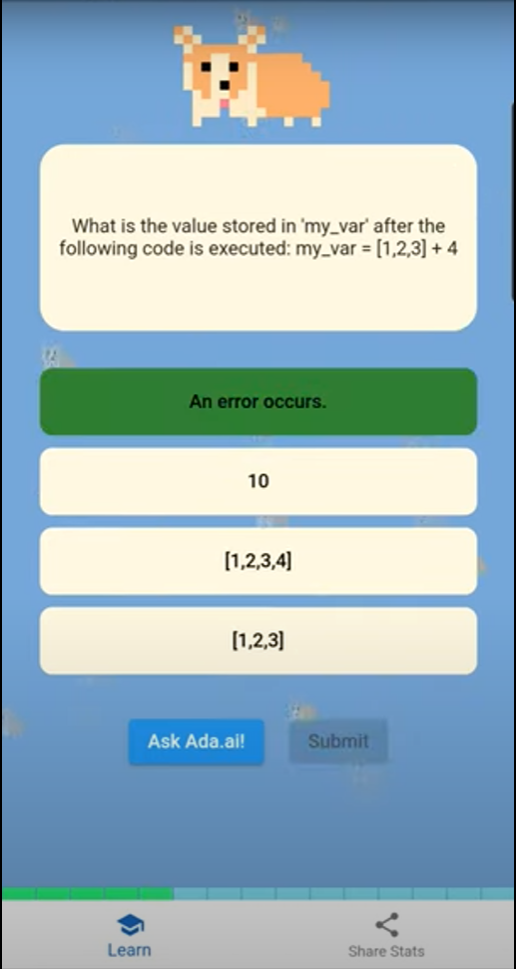 What is the value stored in 'my_var' after the
following code is executed: my_var = [1,2,3] + 4
An error occurs.
10
[1,2,3,4]
[1,2,3]
Ask Ada.ai!
Submit
Learn
Share Stats